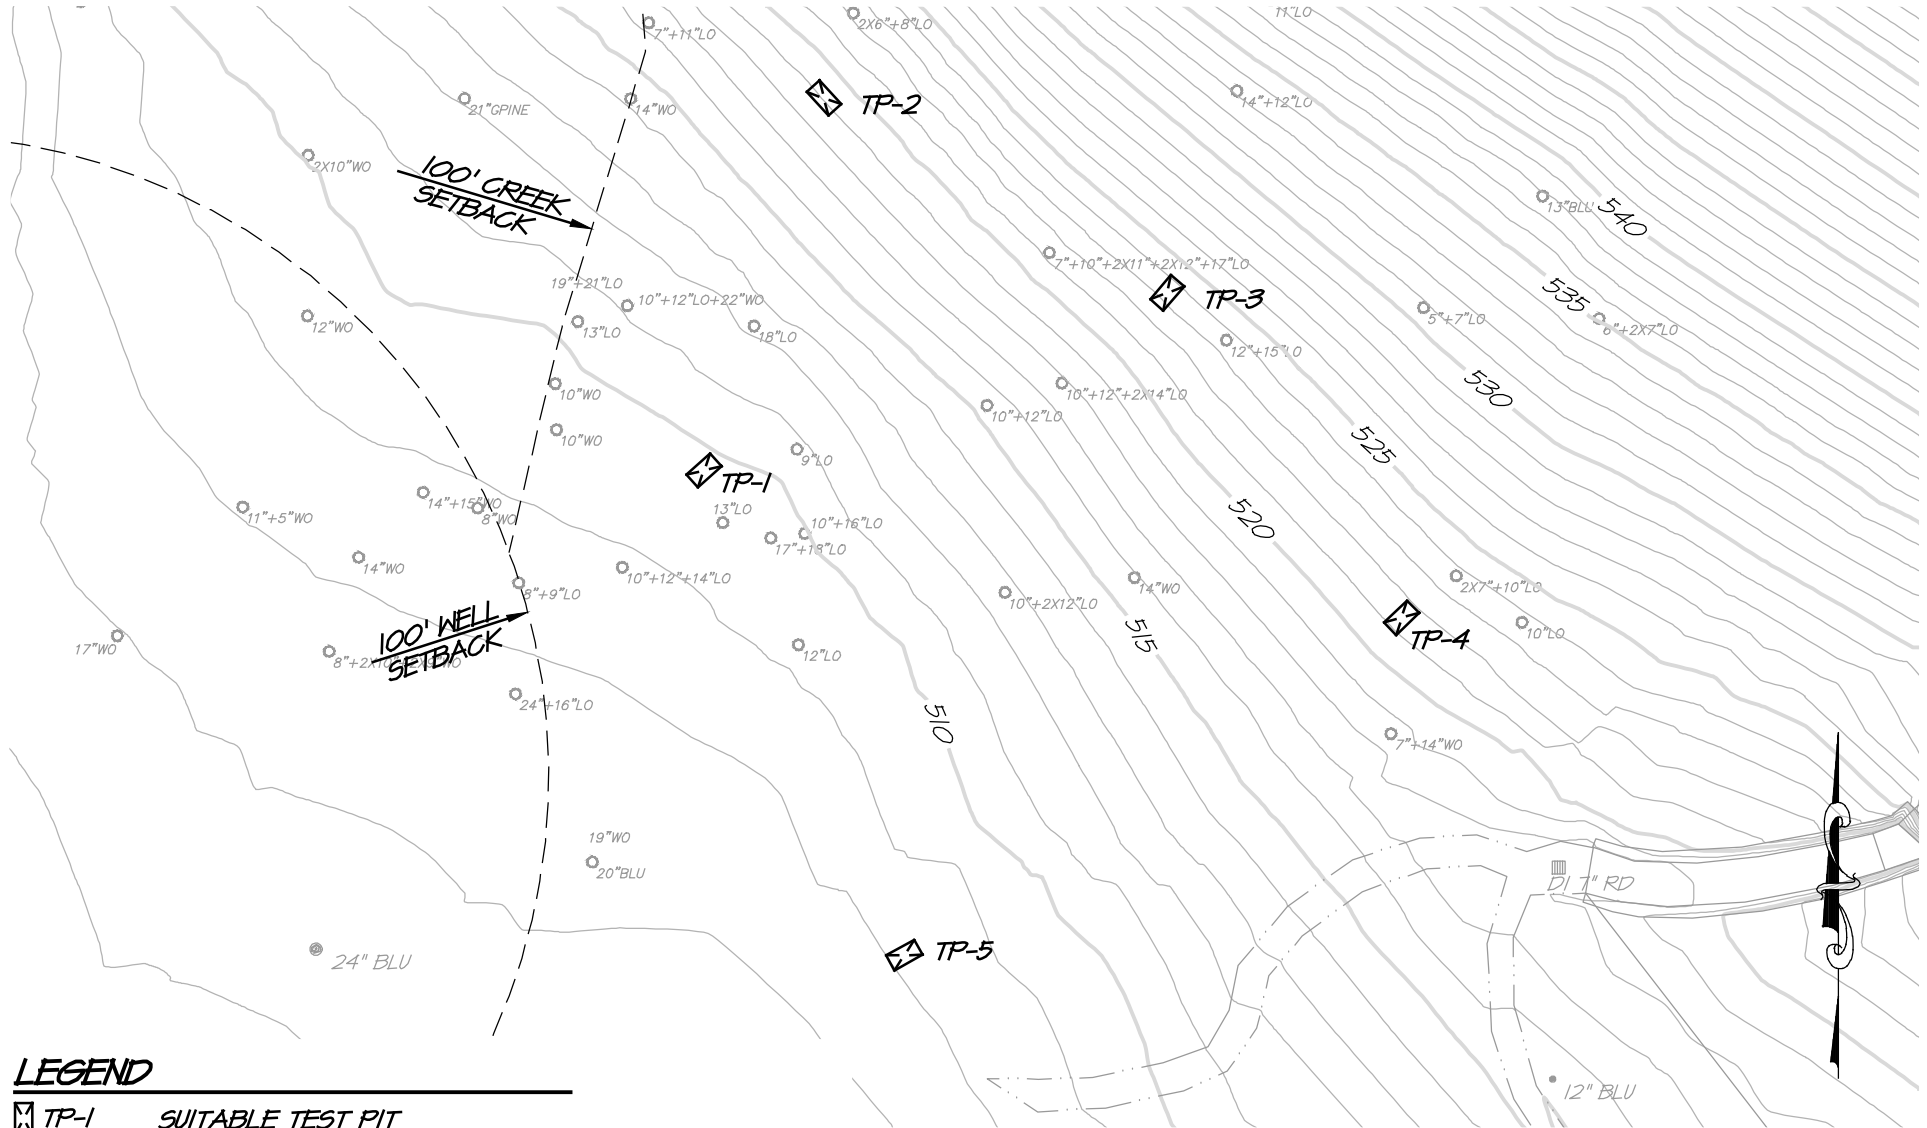 11"LO
7"+11"LO
2X6"+8"LO
21"GPINE
14"WO
TP-2
14"+12"LO
2X10"WO
100' CREEK
SETBACK
13"BLU
540
7"+10"+2X11"+2X12"+17"LO
19"+21"LO
10"+12"LO+22"WO
TP-3
535
12"WO
13"LO
18"LO
5"+7"LO
6"+2X7"LO
12"+15"LO
530
10"WO
10"+12"+2X14"LO
10"+12"LO
10"WO
525
9"LO
TP-1
14"+15"WO
8"WO
11"+5"WO
13"LO
10"+16"LO
520
17"+18"LO
14"WO
10"+12"+14"LO
8"+9"LO
14"WO
2X7"+10"LO
10"+2X12"LO
100' WELL
SETBACK
515
TP-4
10"LO
17"WO
12"LO
24"+16"LO
510
7"+14"WO
19"WO
20"BLU
DI 7" RD
24" BLU
TP-5
12" BLU
LEGEND
TP-1 SUITABLE TEST PIT